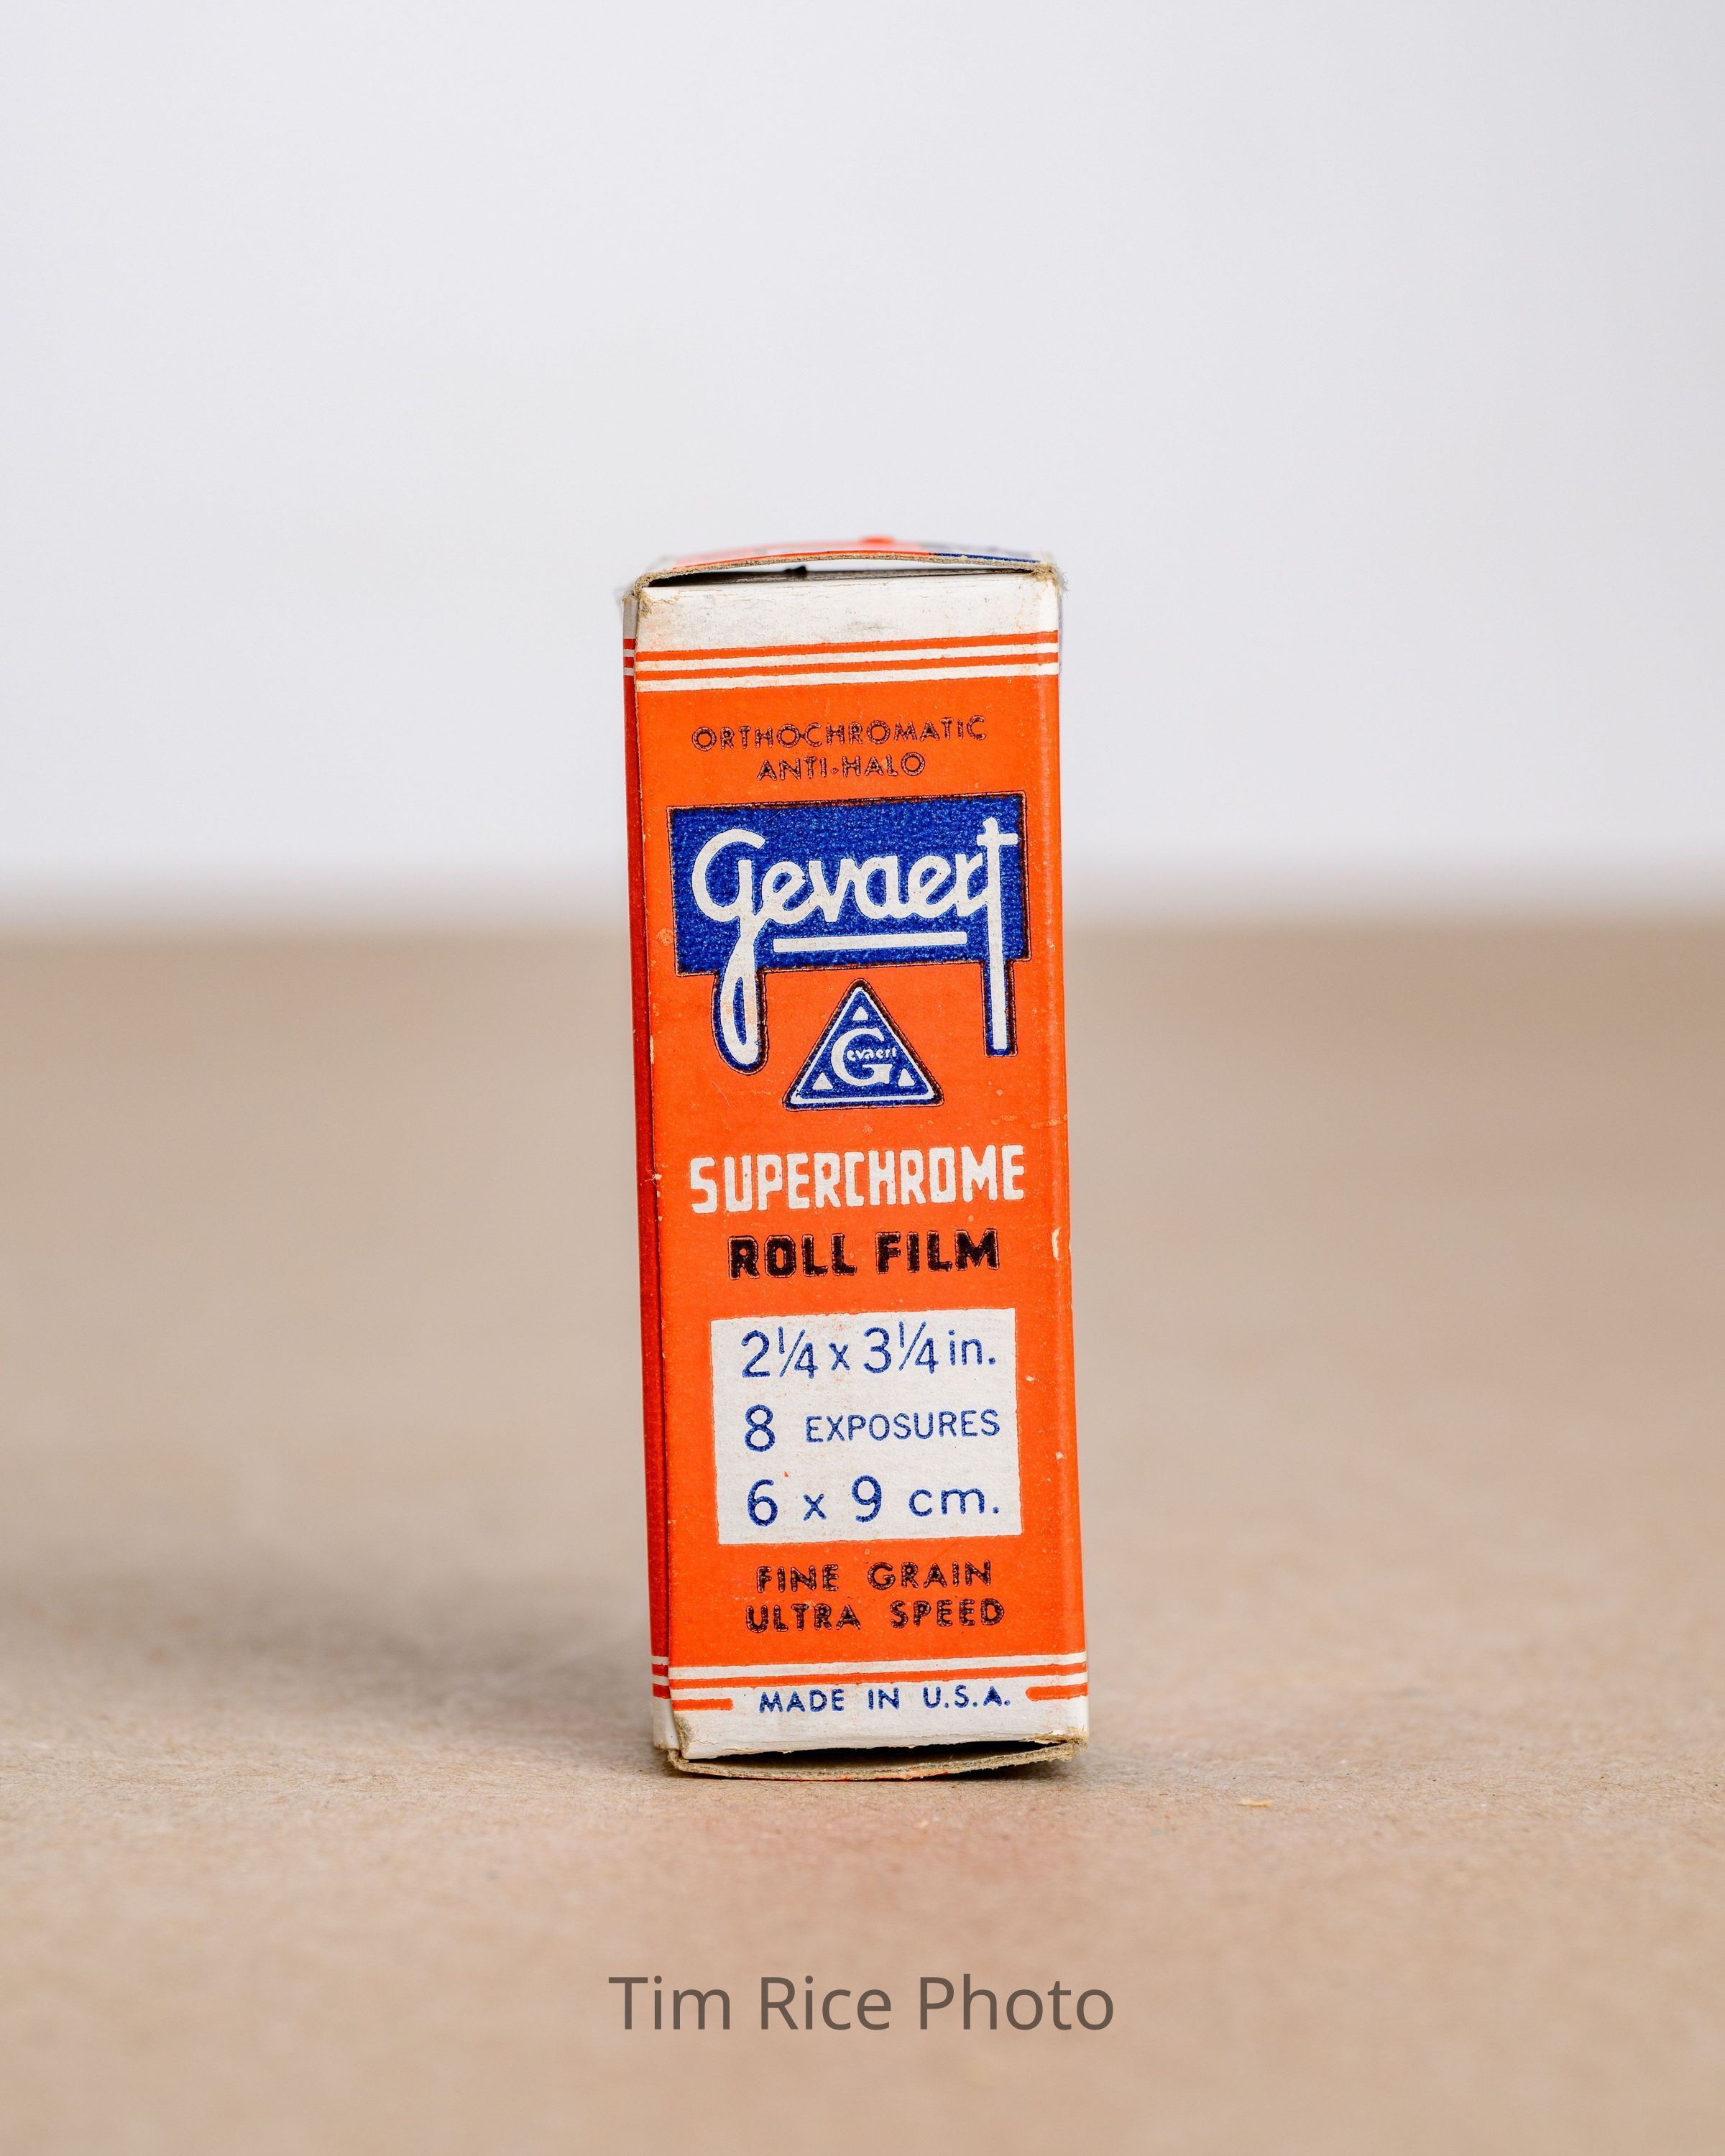 ORTHOCHROMATIC
ANTI-HALO
Gevaert
Gevaert
SUPERCHROME
ROLL FILM
2¼ x 3¼ in.
8 EXPOSURES
6 x 9 cm.
FINE GRAIN
ULTRA SPEED
MADE IN U.S.A.
Tim Rice Photo